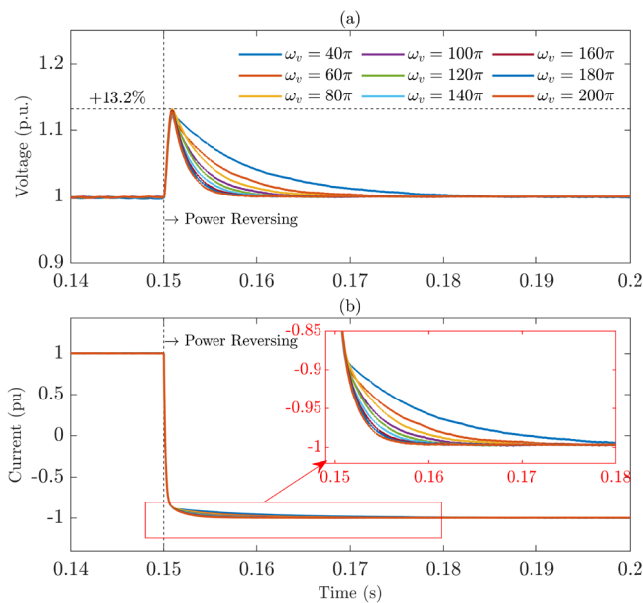 (a)
1.2
1.1
1
0.9
Voltage (p.u.)
+13.2%
ω_v = 40π
ω_v = 100π
ω_v = 160π
ω_v = 60π
ω_v = 120π
ω_v = 180π
ω_v = 80π
ω_v = 140π
ω_v = 200π
→ Power Reversing
0.14 0.15 0.16 0.17 0.18 0.19 0.2
(b)
→ Power Reversing
1
0.5
0
-0.5
-1
Current (pu)
-0.85
-0.9
-0.95
-1
0.15 0.16 0.17 0.18
0.14 0.15 0.16 0.17 0.18 0.19 0.2
Time (s)